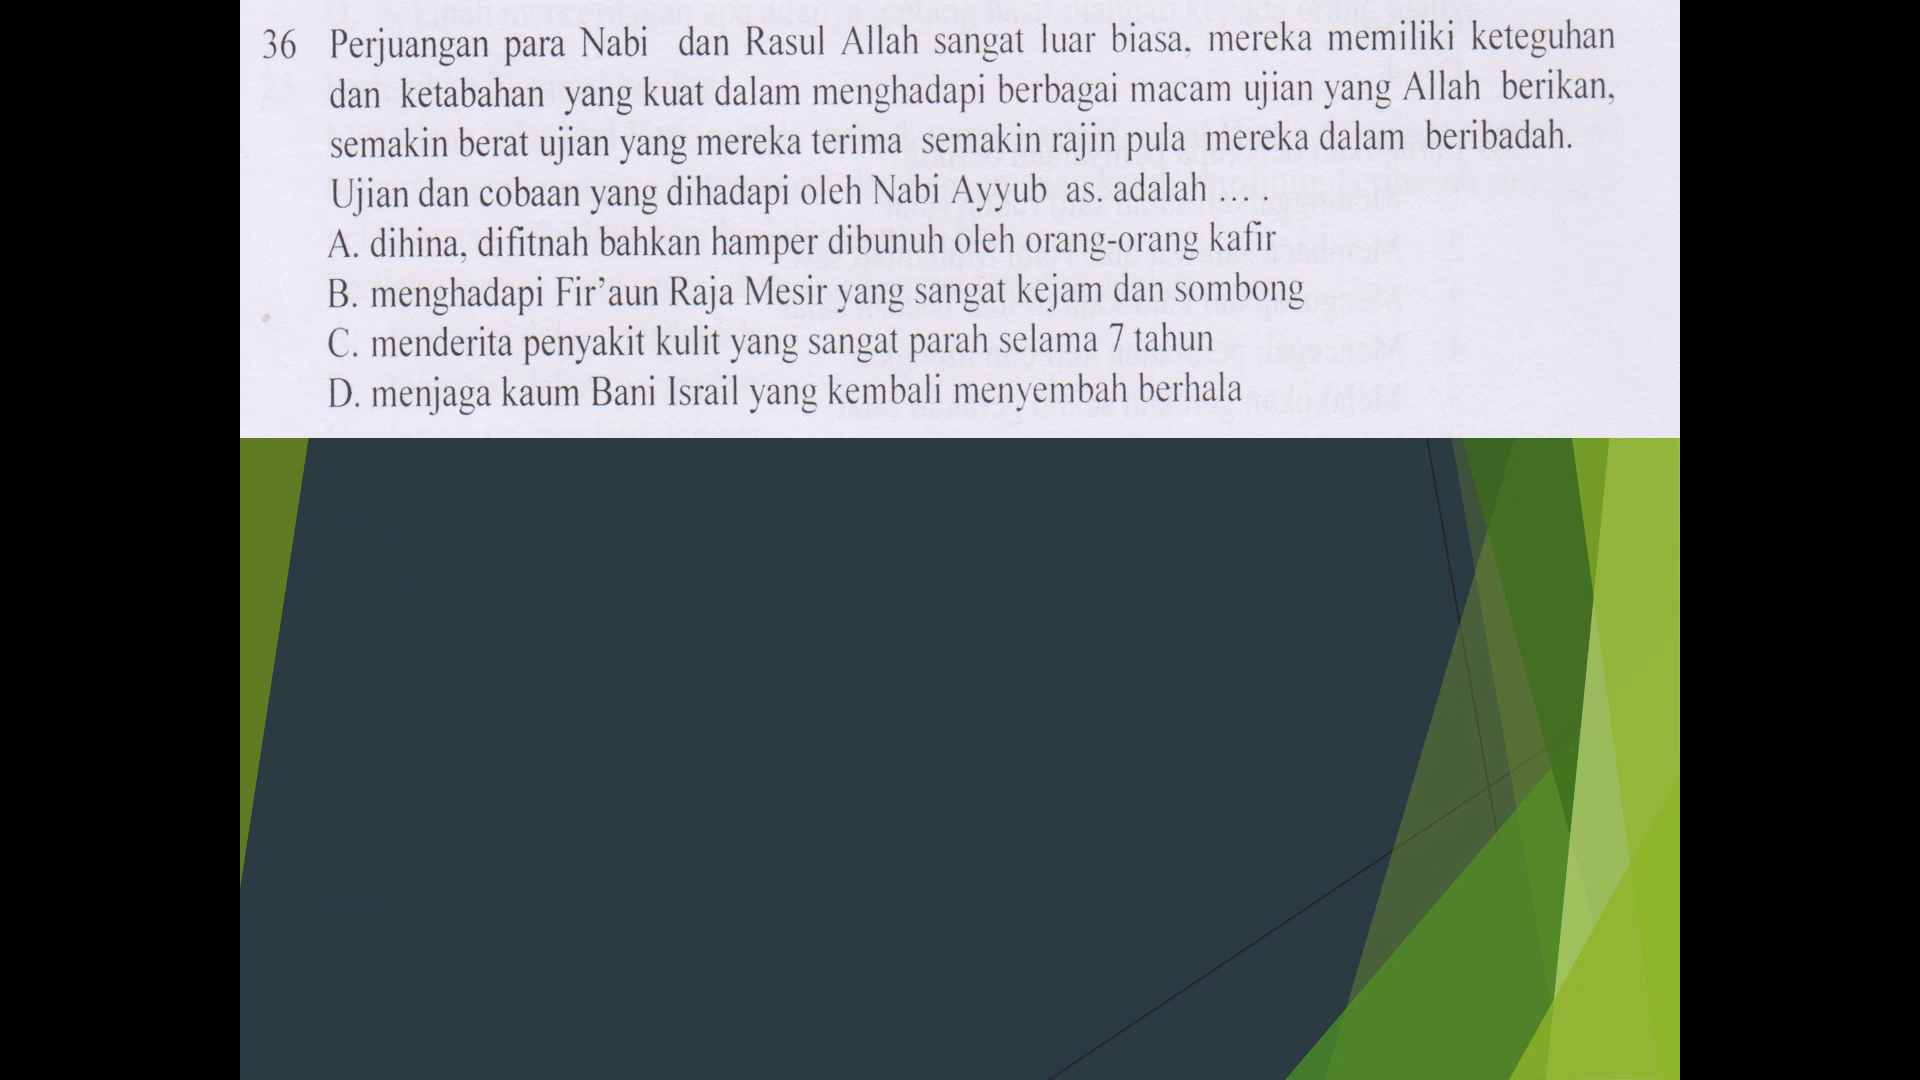 36 Perjuangan para Nabi dan Rasul Allah sangat luar biasa, mereka memiliki keteguhan
dan ketabahan yang kuat dalam menghadapi berbagai macam ujian yang Allah berikan,
semakin berat ujian yang mereka terima semakin rajin pula mereka dalam beribadah.
Ujian dan cobaan yang dihadapi oleh Nabi Ayyub as. adalah … .
A. dihina, difitnah bahkan hamper dibunuh oleh orang-orang kafir
B. menghadapi Fir’aun Raja Mesir yang sangat kejam dan sombong
C. menderita penyakit kulit yang sangat parah selama 7 tahun
D. menjaga kaum Bani Israil yang kembali menyembah berhala